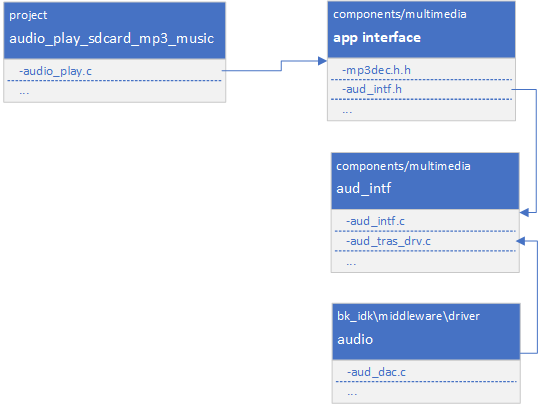 project
audio_play_sdcard_mp3_music
-audio_play.c
...
components/multimedia
app interface
-mp3dec.h.h
-aud_intf.h
...
components/multimedia
aud_intf
-aud_intf.c
-aud_tras_drv.c
...
bk_idk\middleware\driver
audio
-aud_dac.c
...